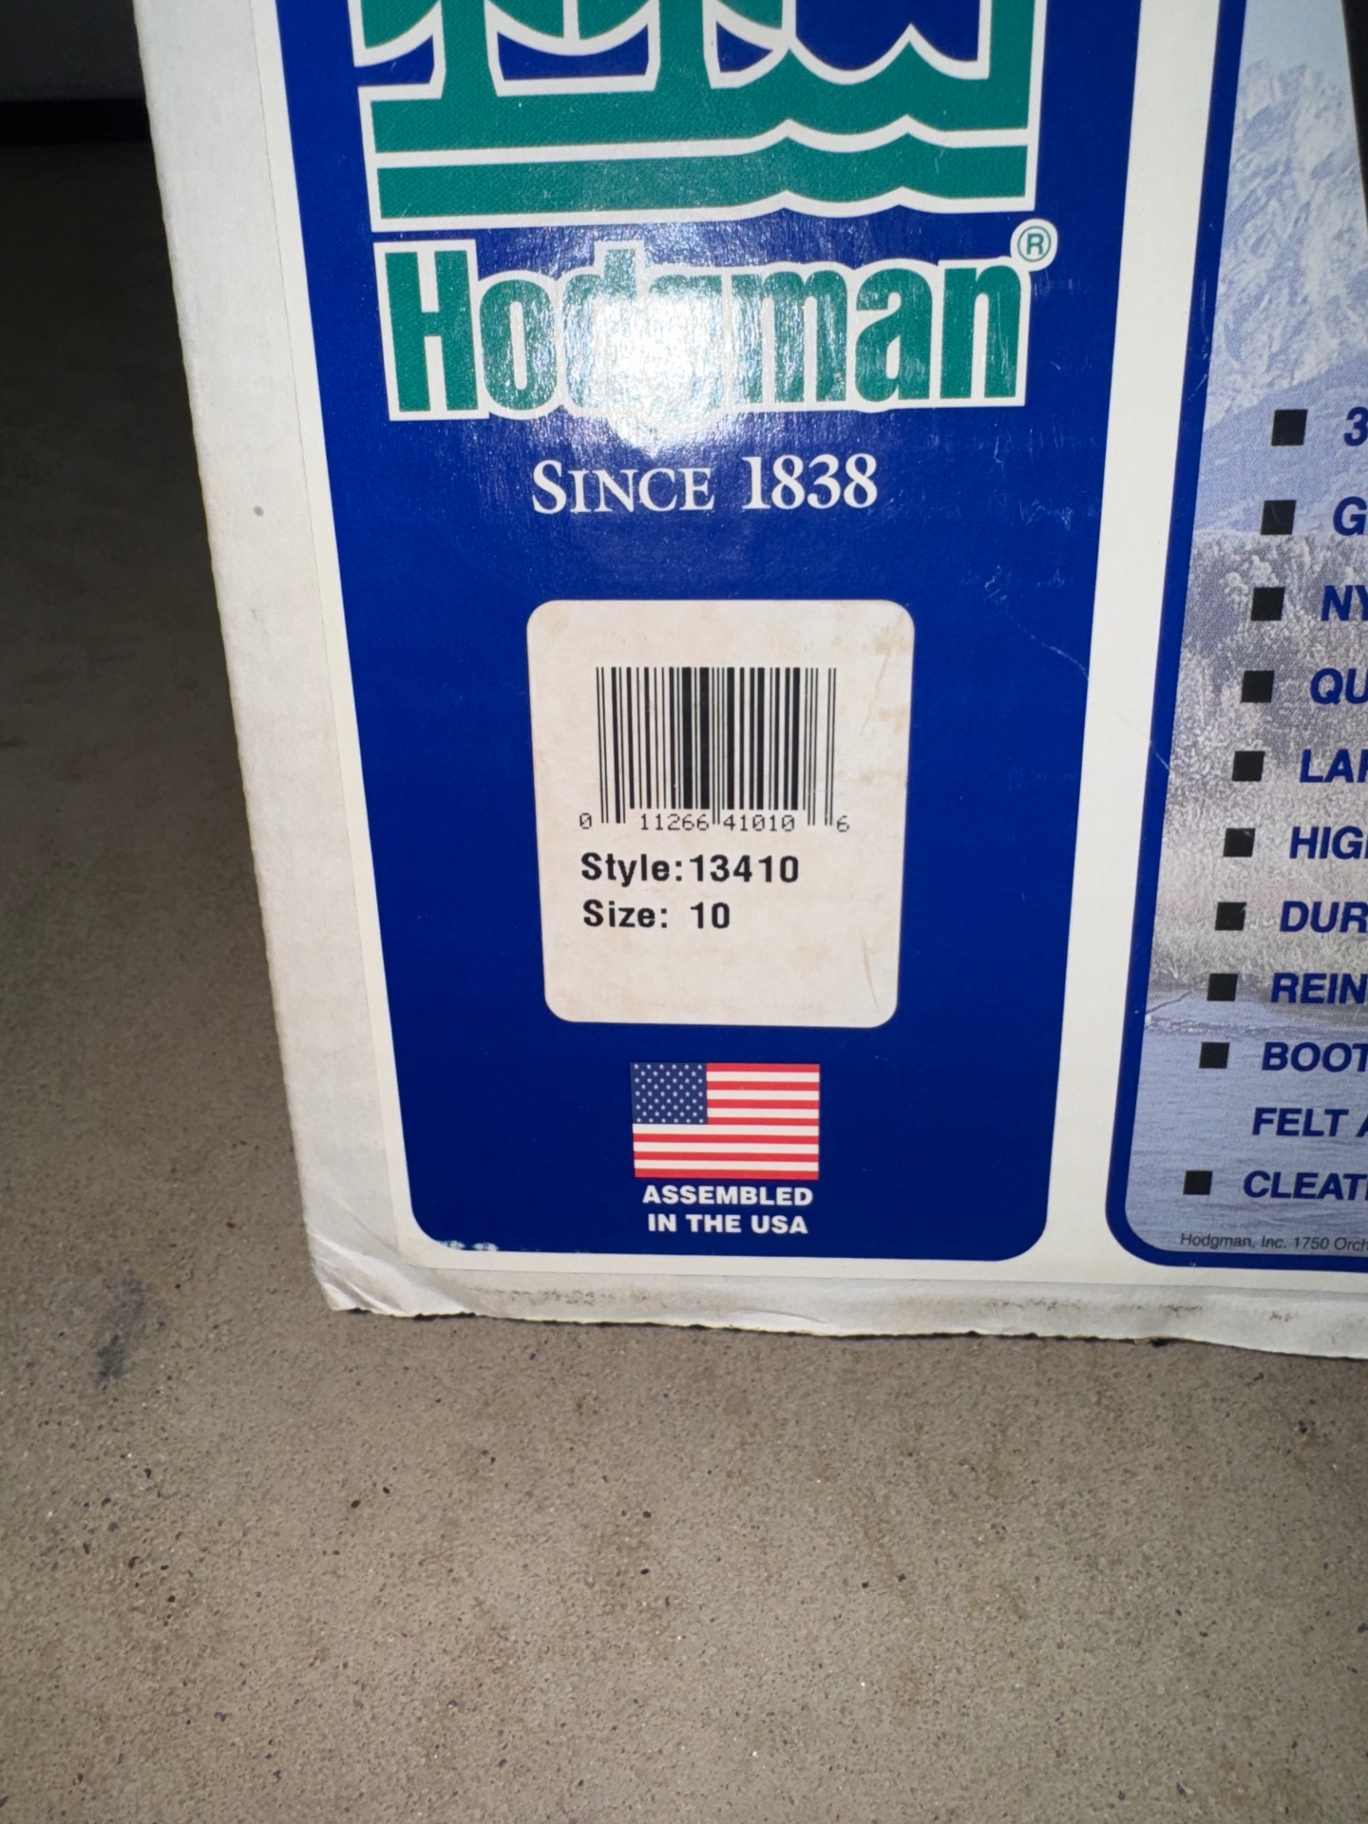 Hodgman®
SINCE 1838
0 11266 41010 6
Style:13410
Size: 10
ASSEMBLED
IN THE USA
BOOT
FELT
Hodgman, Inc. 1750